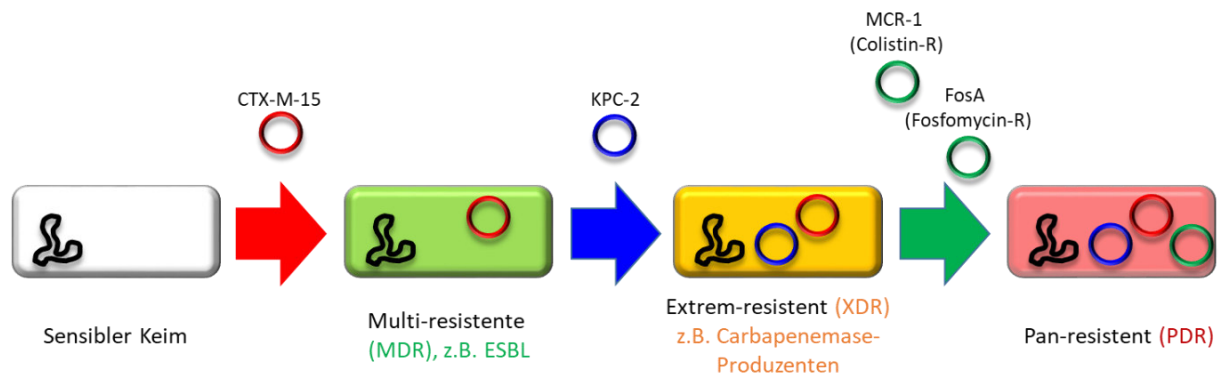 MCR-1
(Colistin-R)
CTX-M-15
KPC-2
FosA
(Fosfomycin-R)
Sensibler Keim
Multi-resistente
(MDR), z.B. ESBL
Extrem-resistent (XDR)
z.B. Carbapenemase-
Produzenten
Pan-resistent (PDR)